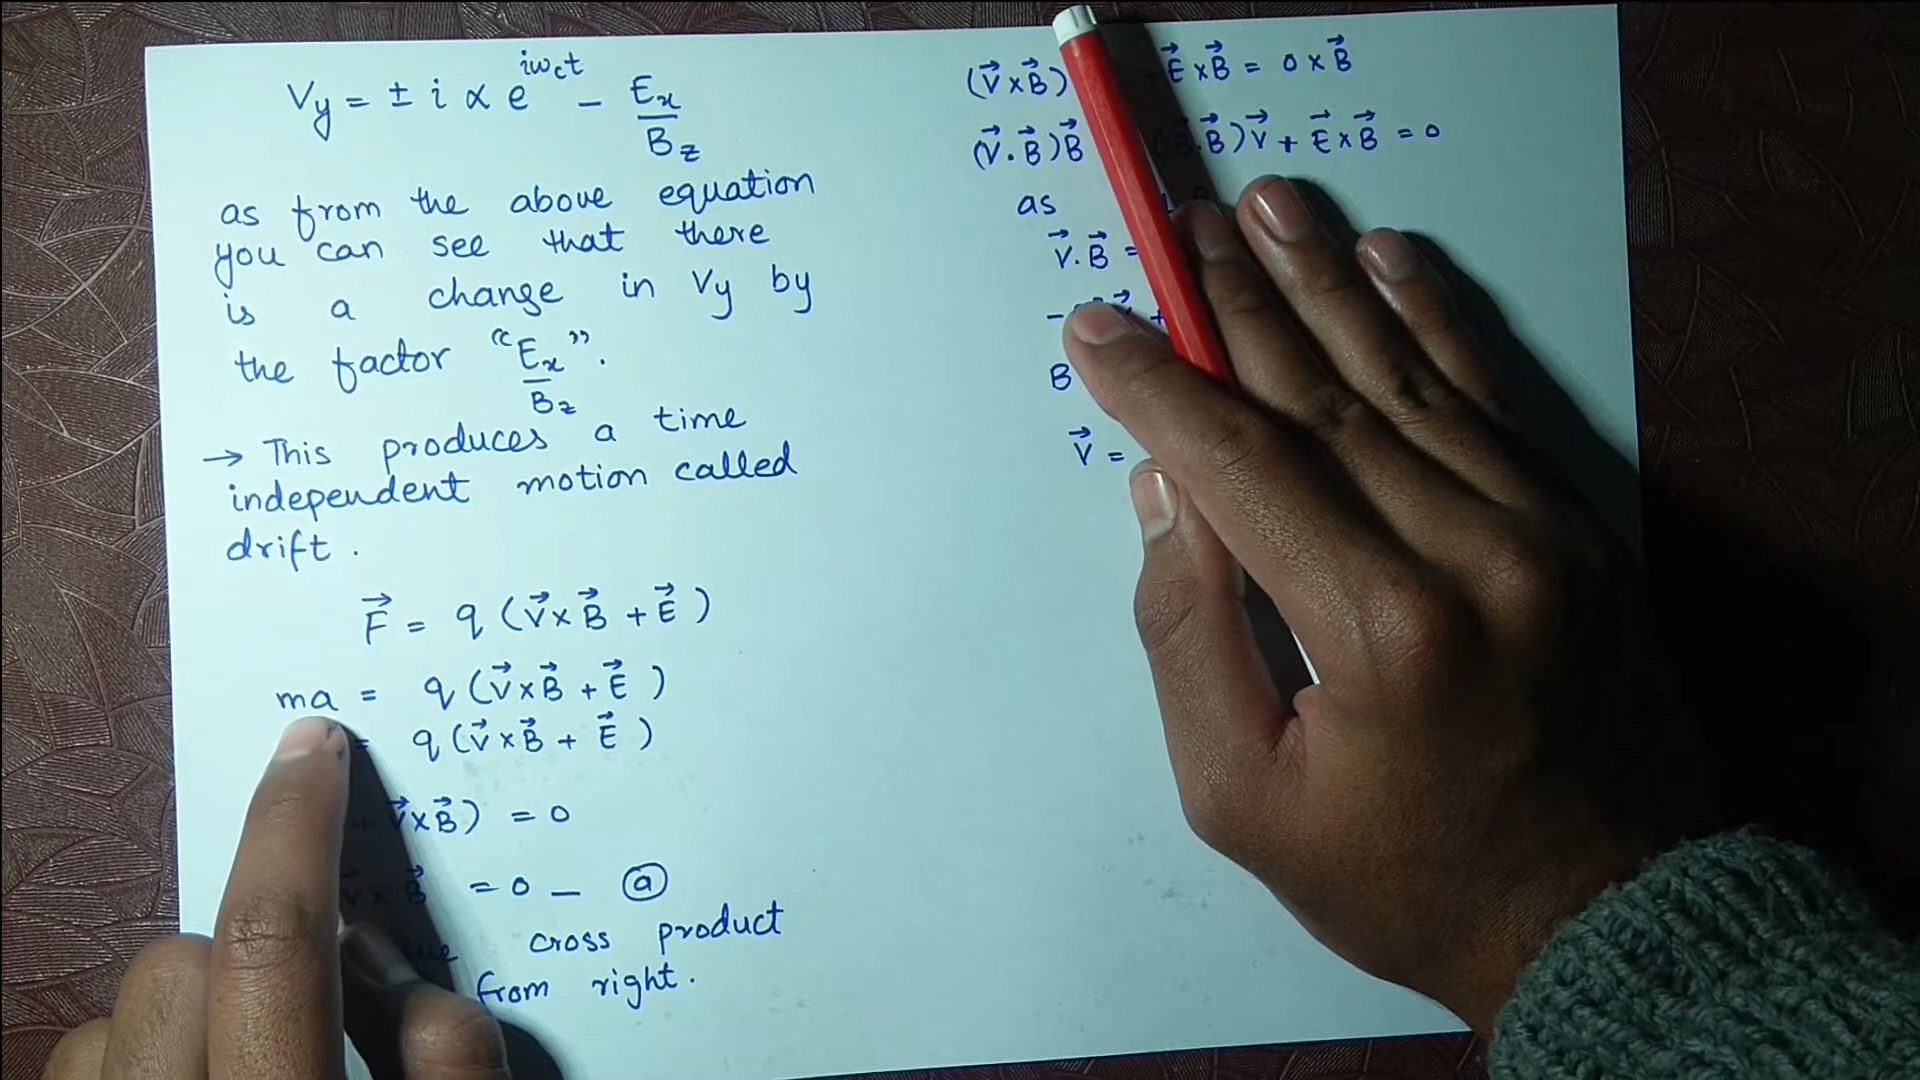 Vy = ± i α e^iwct − Ex/Bz
as from the above equation
you can see that there
is a change in Vy by
the factor "Ex/Bz".
→ This produces a time
independent motion called
drift.
F⃗ = q (V⃗ × B⃗ + E⃗)
ma = q (V⃗ × B⃗ + E⃗)
= q (V⃗ × B⃗ + E⃗)
+ V⃗ × B⃗) = 0
V⃗ × B⃗ = 0 — ⓐ
cross product
from right.
(V⃗ × B⃗) E⃗ × B⃗ = 0 × B⃗
(V⃗ . B⃗) B⃗ B⃗) V⃗ + E⃗ × B⃗ = 0
as
V⃗ . B⃗ =
B
V⃗ =